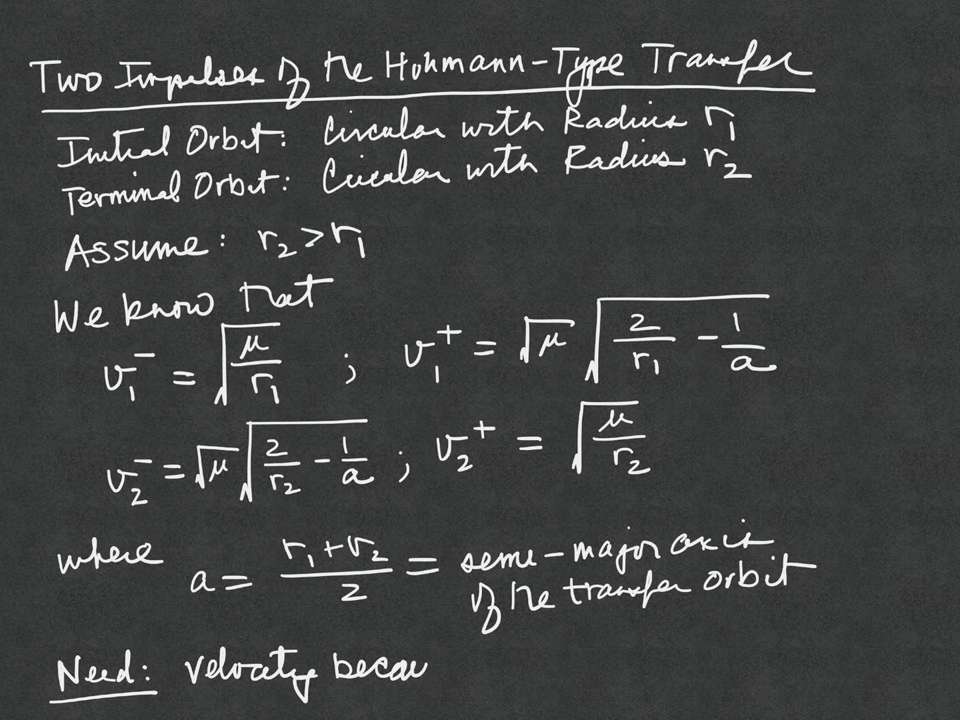 Two Impulses of the Hohmann-Type Transfer
Initial Orbit: Circular with Radius r₁
Terminal Orbit: Circular with Radius r₂
Assume: r₂ > r₁
We know that
v₁⁻ = √(μ/r₁) ; v₁⁺ = √μ √(2/r₁ - 1/a)
v₂⁻ = √μ √(2/r₂ - 1/a) ; v₂⁺ = √(μ/r₂)
where a = (r₁ + r₂)/2 = semi-major axis
of the transfer orbit
Need: velocity becau